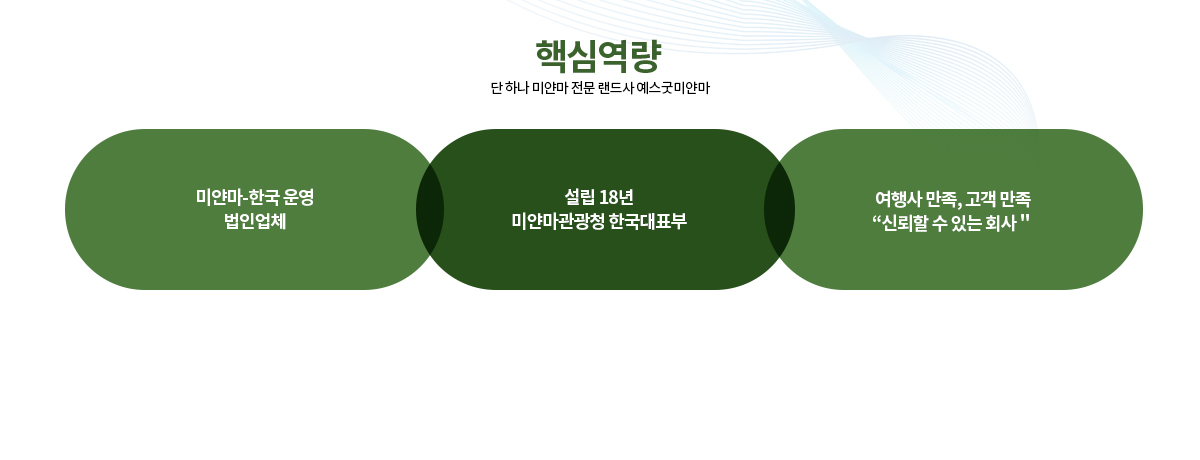 핵심역량
단 하나 미얀마 전문 랜드사 예스굿미얀마
미얀마-한국 운영
법인업체
설립 18년
미얀마관광청 한국대표부
여행사 만족, 고객 만족
“신뢰할 수 있는 회사 "